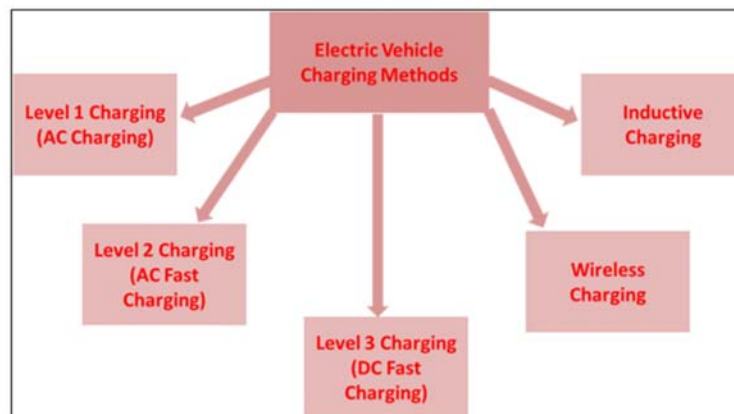 Electric Vehicle
Charging Methods
Level 1 Charging
(AC Charging)
Inductive
Charging
Level 2 Charging
(AC Fast
Charging)
Wireless
Charging
Level 3 Charging
(DC Fast
Charging)